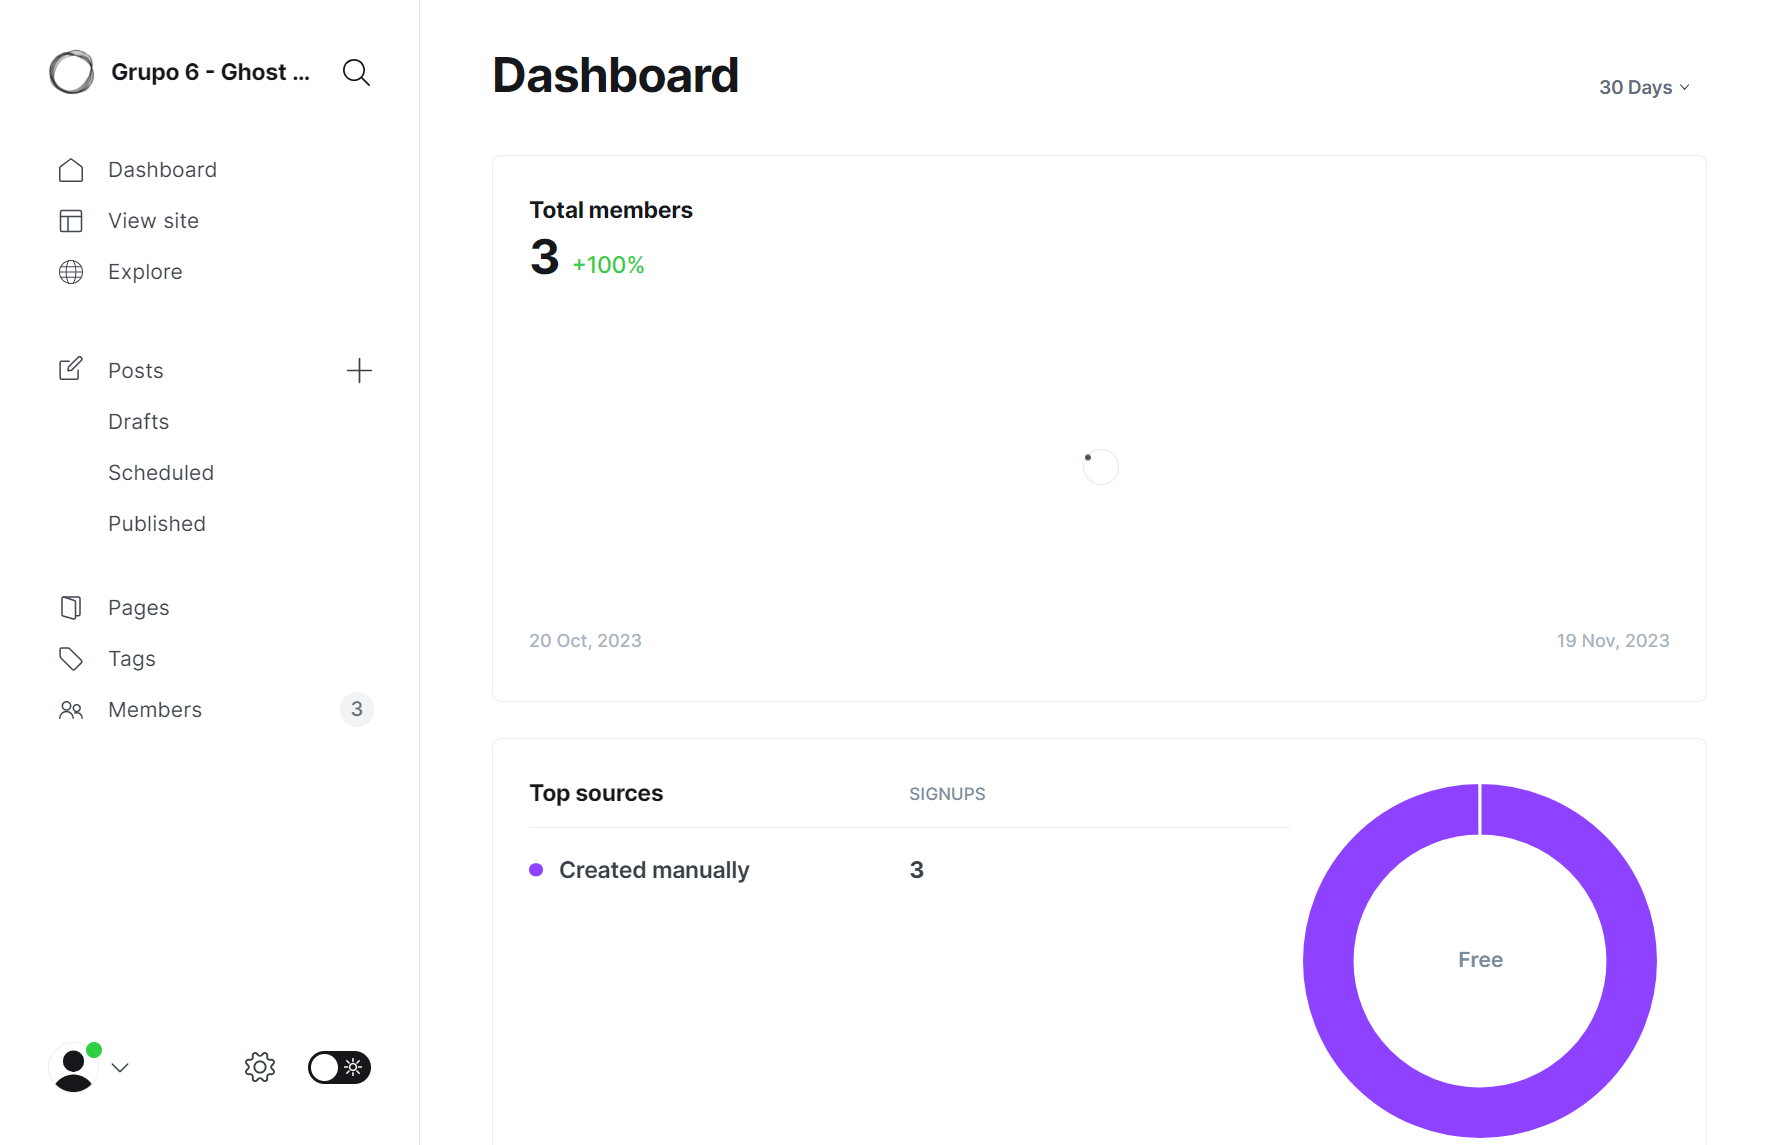 Grupo 6 - Ghost ...
Dashboard
View site
Explore
Posts
Drafts
Scheduled
Published
Pages
Tags
Members
3
Dashboard
30 Days
Total members
3 +100%
20 Oct, 2023
19 Nov, 2023
Top sources
SIGNUPS
Created manually
3
Free